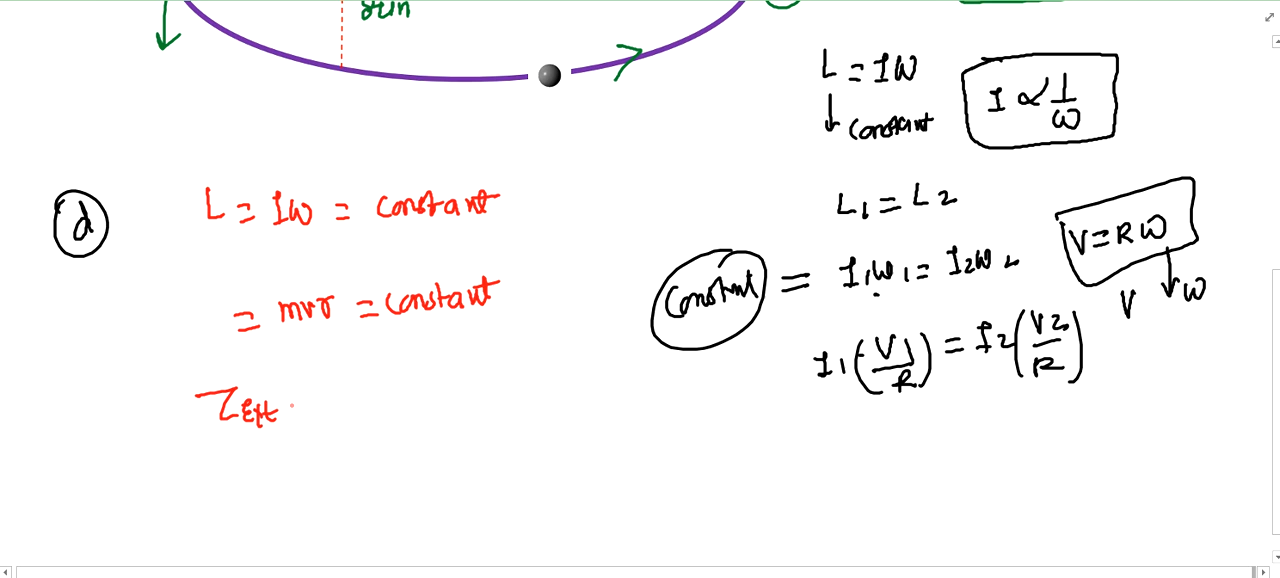 L = Iω
constant
I ∝ 1/ω
d
L = Iω = constant
= mvr = constant
τExt
L1 = L2
constant = I1ω1 = I2ω2
V = Rω
V
ω
I1(V1/R) = I2(V2/R)